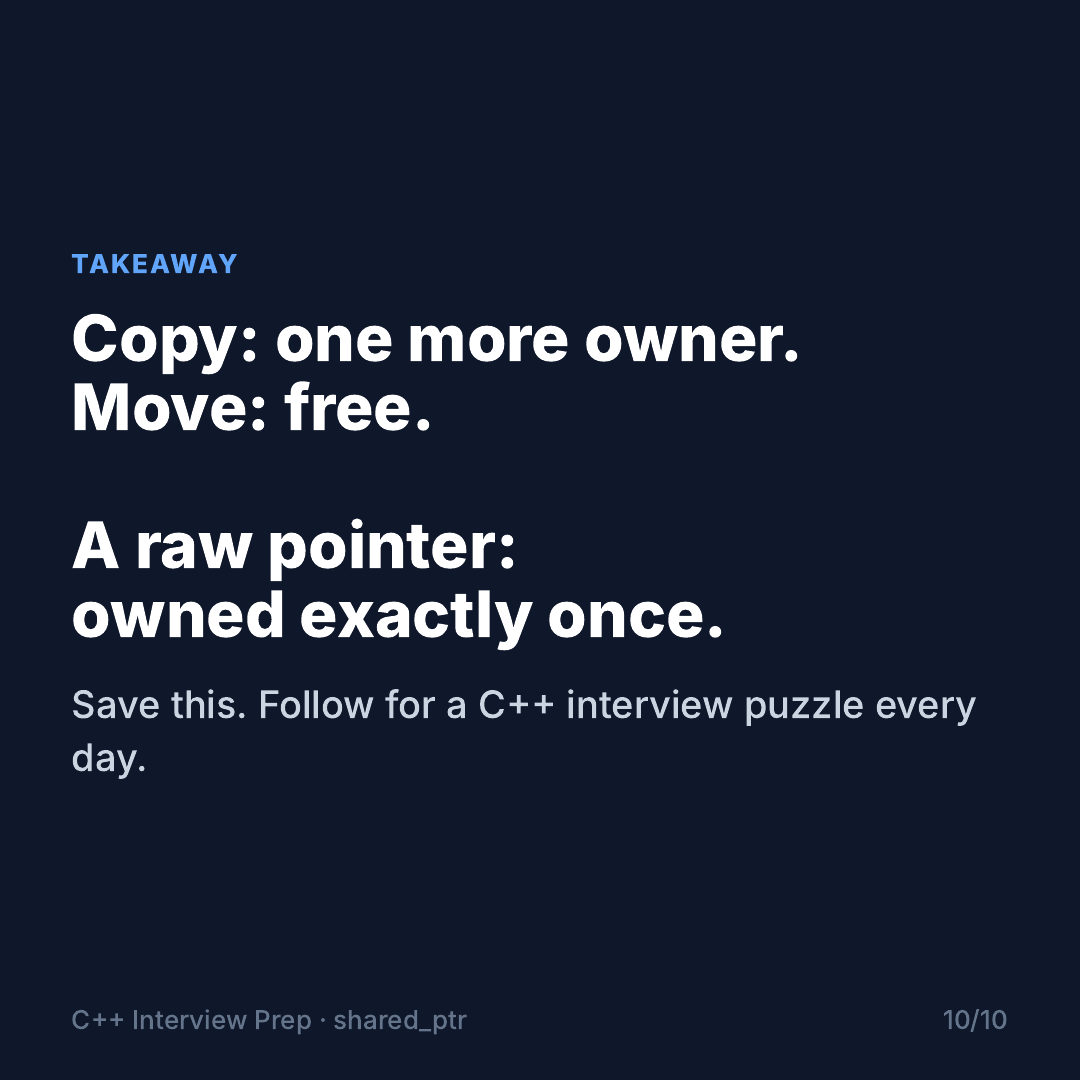 TAKEAWAY
Copy: one more owner.
Move: free.
A raw pointer:
owned exactly once.
Save this. Follow for a C++ interview puzzle every
day.
C++ Interview Prep · shared_ptr
10/10